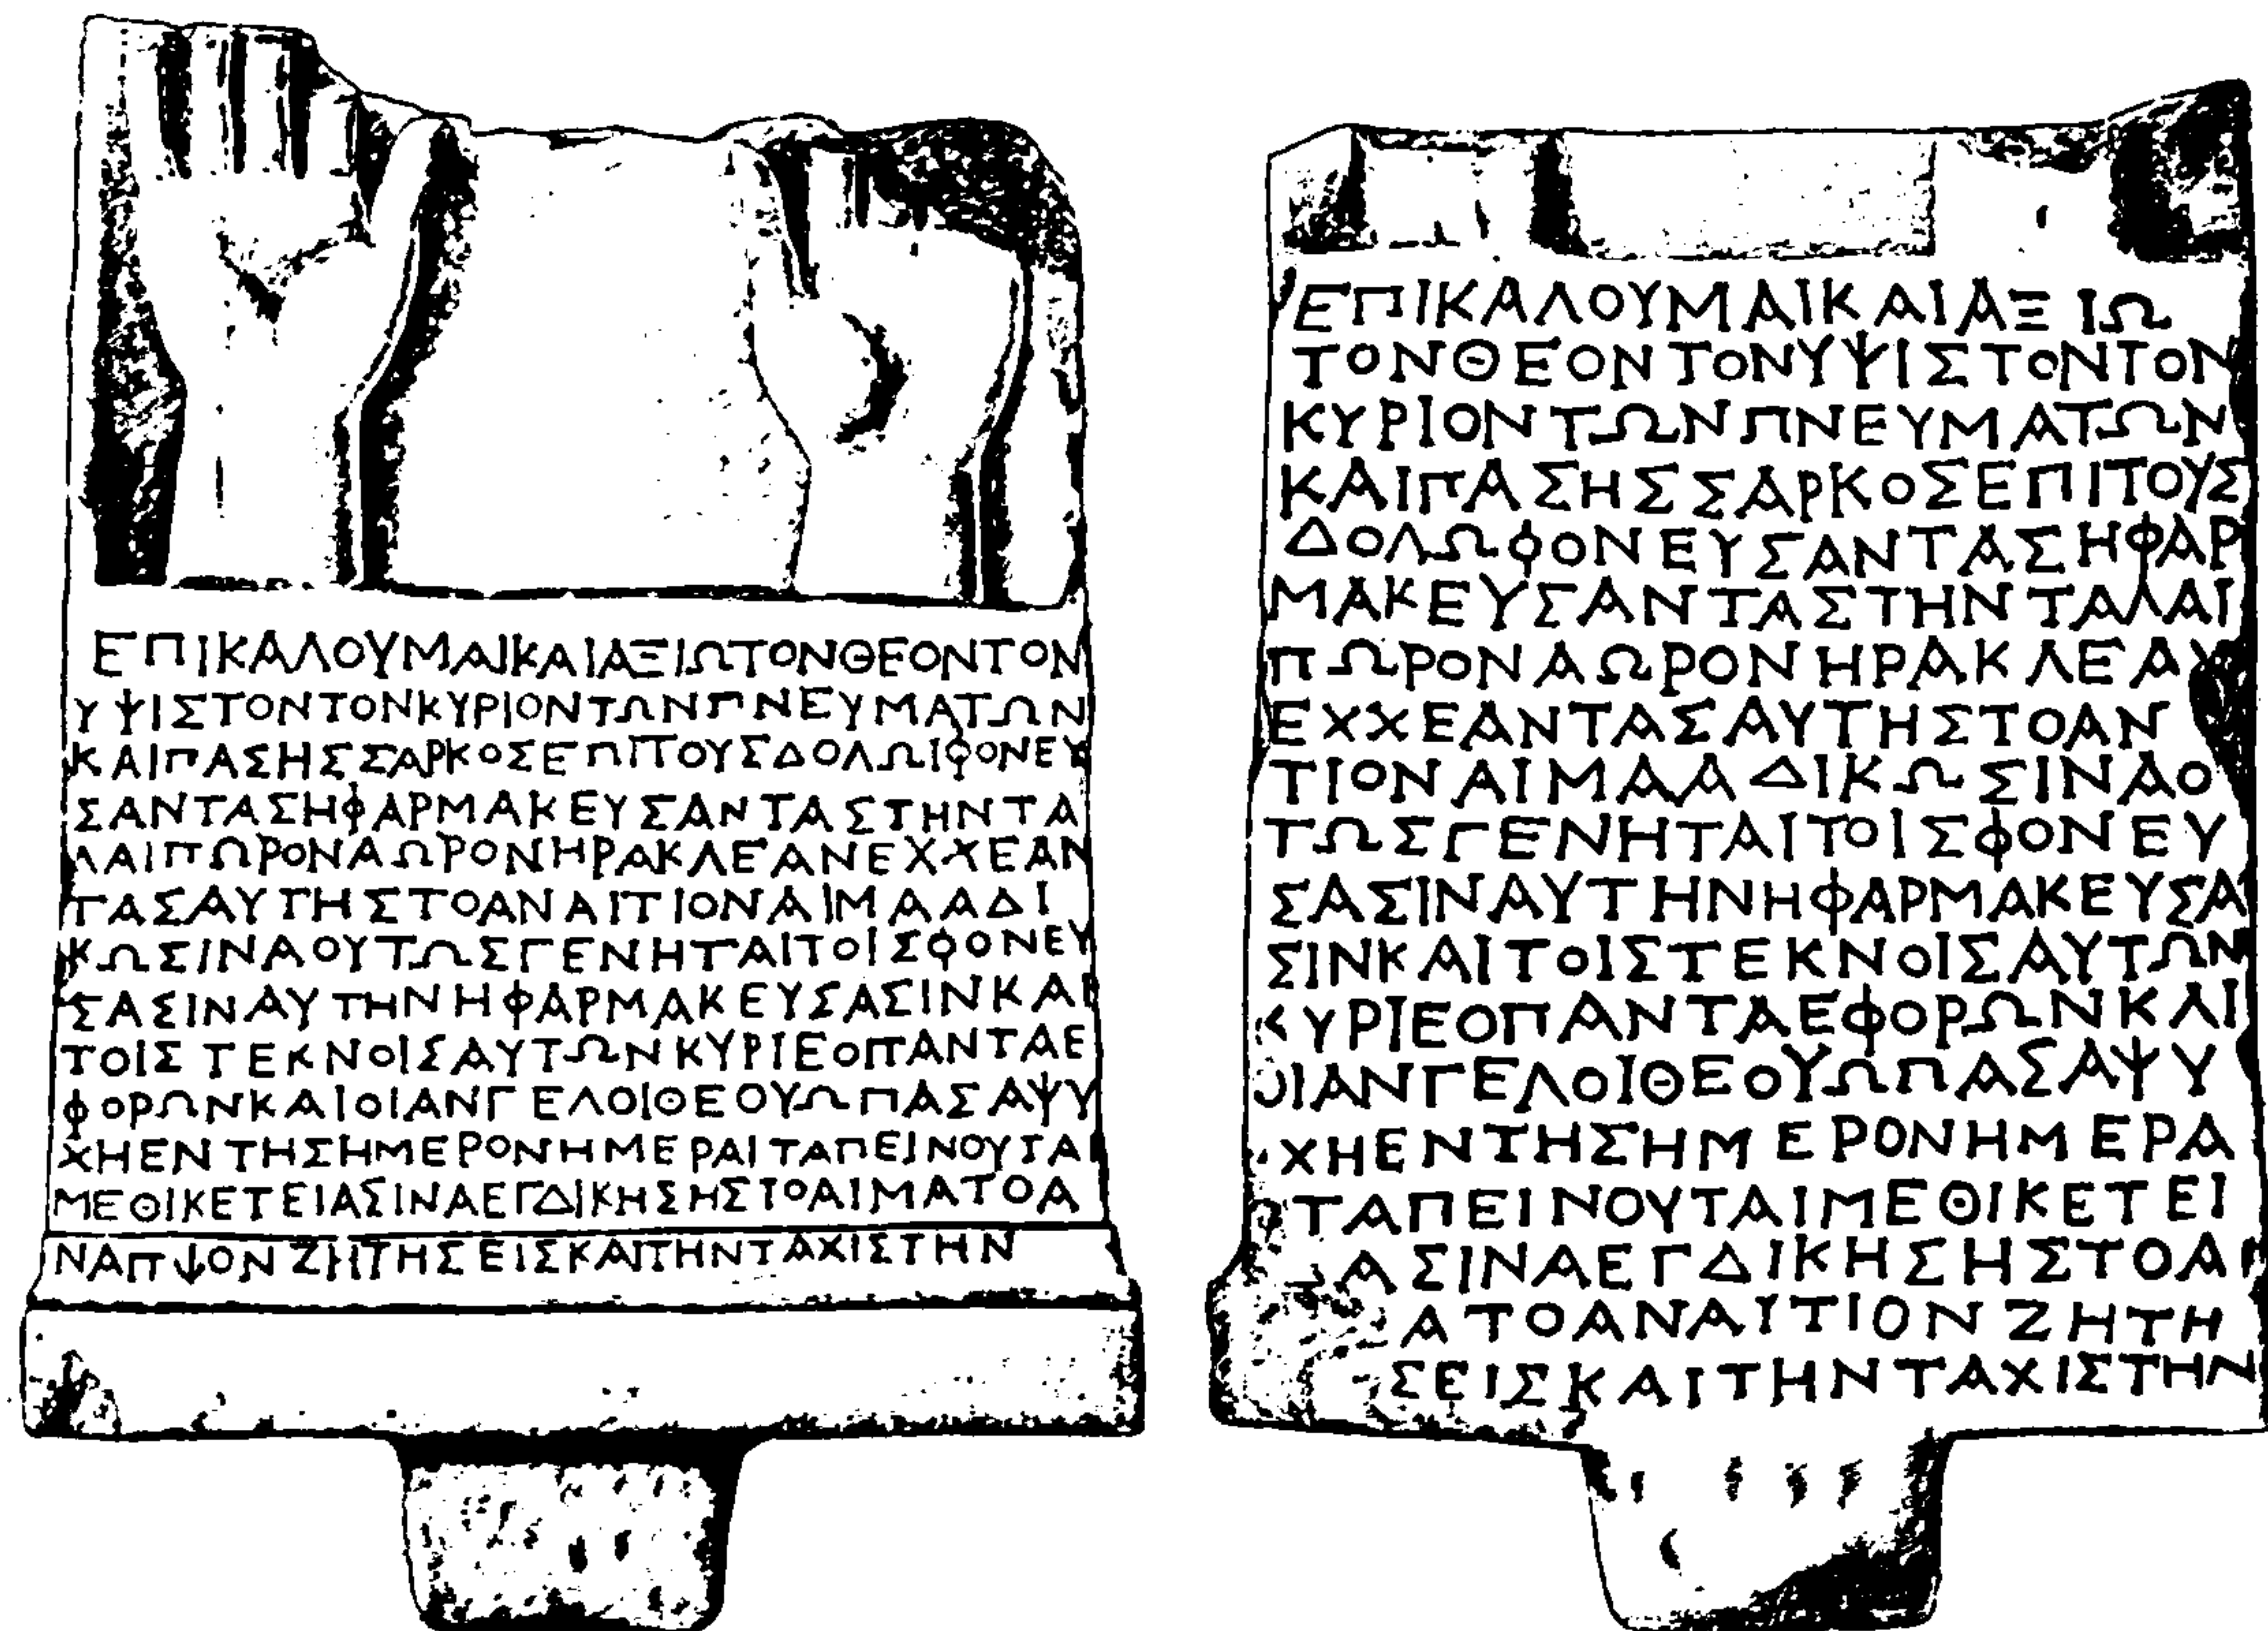 ΕΠΙΚΑΛΟΥΜΑΙΚΑΙΑΞΙΩΤΟΝΘΕΟΝΤΟΝ
ΥΨΙΣΤΟΝΤΟΝΚΥΡΙΟΝΤΩΝΠΝΕΥΜΑΤΩΝ
ΚΑΙΠΑΣΗΣΣΑΡΚΟΣΕΠΙΤΟΥΣΔΟΛΩΙΦΟΝΕΥ
ΣΑΝΤΑΣΗΦΑΡΜΑΚΕΥΣΑΝΤΑΣΤΗΝΤΑ
ΛΑΙΠΩΡΟΝΑΩΡΟΝΗΡΑΚΛΕΑΝΕΧΧΕΑΝ
ΤΑΣΑΥΤΗΣΤΟΑΝΑΙΤΙΟΝΑΙΜΑΑΔΙ
ΚΩΣΙΝΑΟΥΤΩΣΓΕΝΗΤΑΙΤΟΙΣΦΟΝΕΥ
ΣΑΣΙΝΑΥΤΗΝΗΦΑΡΜΑΚΕΥΣΑΣΙΝΚΑΙ
ΤΟΙΣΤΕΚΝΟΙΣΑΥΤΩΝΚΥΡΙΕΟΠΑΝΤΑΕ
ΦΟΡΩΝΚΑΙΟΙΑΝΓΕΛΟΙΘΕΟΥΩΠΑΣΑΨΥ
ΧΗΕΝΤΗΣΗΜΕΡΟΝΗΜΕΡΑΙΤΑΠΕΙΝΟΥΤΑΙ
ΜΕΘΙΚΕΤΕΙΑΣΙΝΑΕΓΔΙΚΗΣΗΣΤΟΑΙΜΑΤΟΑ
ΝΑΠΨΟΝΖΗΤΗΣΕΙΣΚΑΙΤΗΝΤΑΧΙΣΤΗΝ
ΕΠΙΚΑΛΟΥΜΑΙΚΑΙΑΞΙΩ
ΤΟΝΘΕΟΝΤΟΝΥΨΙΣΤΟΝΤΟΝ
ΚΥΡΙΟΝΤΩΝΠΝΕΥΜΑΤΩΝ
ΚΑΙΠΑΣΗΣΣΑΡΚΟΣΕΠΙΤΟΥΣ
ΔΟΛΩΦΟΝΕΥΣΑΝΤΑΣΗΦΑΡ
ΜΑΚΕΥΣΑΝΤΑΣΤΗΝΤΑΛΑΙ
ΠΩΡΟΝΑΩΡΟΝΗΡΑΚΛΕΑ
ΕΧΧΕΑΝΤΑΣΑΥΤΗΣΤΟΑΝ
ΤΙΟΝΑΙΜΑΑΔΙΚΩΣΙΝΑΟ
ΤΩΣΓΕΝΗΤΑΙΤΟΙΣΦΟΝΕΥ
ΣΑΣΙΝΑΥΤΗΝΗΦΑΡΜΑΚΕΥΣΑ
ΣΙΝΚΑΙΤΟΙΣΤΕΚΝΟΙΣΑΥΤΩΝ
ΚΥΡΙΕΟΠΑΝΤΑΕΦΟΡΩΝΚΑΙ
ΟΙΑΝΓΕΛΟΙΘΕΟΥΩΠΑΣΑΨΥ
ΧΗΕΝΤΗΣΗΜΕΡΟΝΗΜΕΡΑ
ΤΑΠΕΙΝΟΥΤΑΙΜΕΘΙΚΕΤΕΙ
ΑΣΙΝΑΕΓΔΙΚΗΣΗΣΤΟΑ
ΑΤΟΑΝΑΙΤΙΟΝΖΗΤΗ
ΣΕΙΣΚΑΙΤΗΝΤΑΧΙΣΤΗΝ